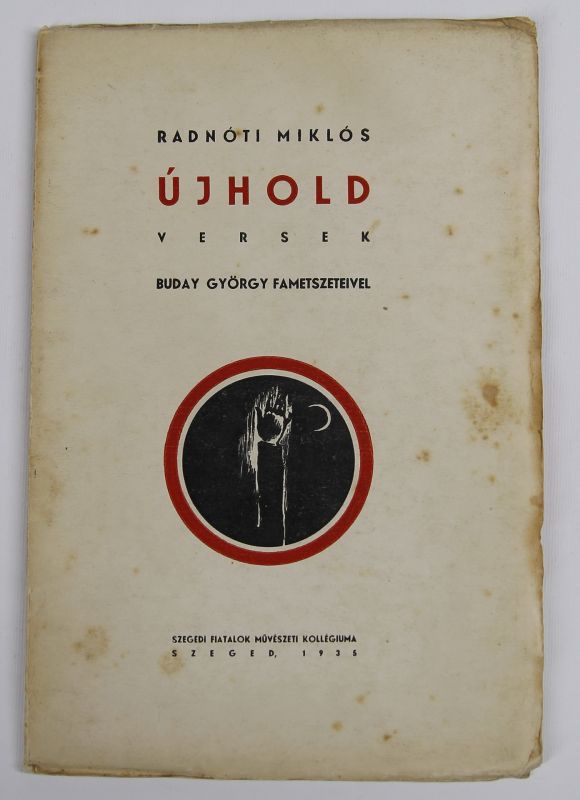 RADNÓTI MIKLÓS
ÚJHOLD
VERSEK
BUDAY GYÖRGY FAMETSZETEIVEL
SZEGEDI FIATALOK MŰVÉSZETI KOLLÉGIUMA
SZEGED, 1935